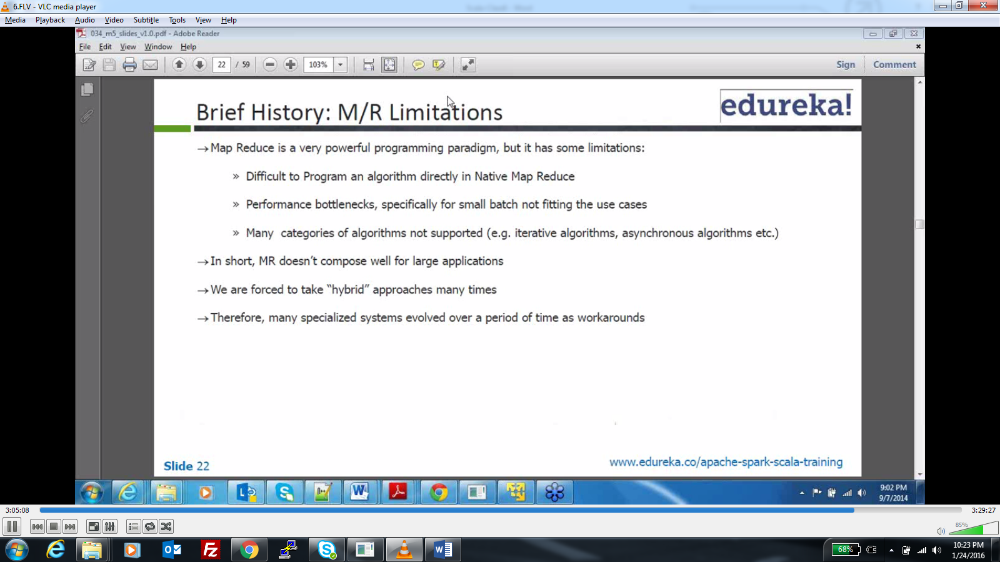 6.FLV - VLC media player
Media Playback Audio Video Subtitle Tools View Help
034_m5_slides_v1.0.pdf - Adobe Reader
File Edit View Window Help
22 / 59 103% Sign Comment
Brief History: M/R Limitations
edureka!
→Map Reduce is a very powerful programming paradigm, but it has some limitations:
» Difficult to Program an algorithm directly in Native Map Reduce
» Performance bottlenecks, specifically for small batch not fitting the use cases
» Many categories of algorithms not supported (e.g. iterative algorithms, asynchronous algorithms etc.)
→In short, MR doesn't compose well for large applications
→We are forced to take “hybrid” approaches many times
→Therefore, many specialized systems evolved over a period of time as workarounds
Slide 22
www.edureka.co/apache-spark-scala-training
9:02 PM
9/7/2014
3:05:08
3:29:27
85%
68%
10:23 PM
1/24/2016